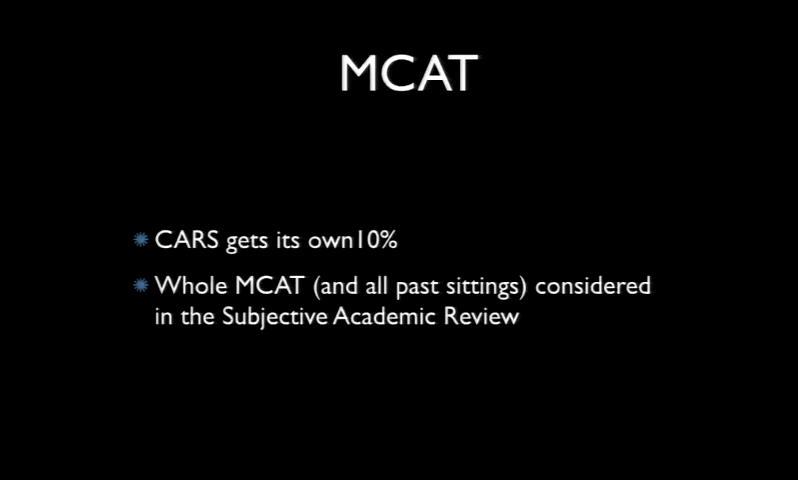 MCAT
CARS gets its own10%
Whole MCAT (and all past sittings) considered
in the Subjective Academic Review